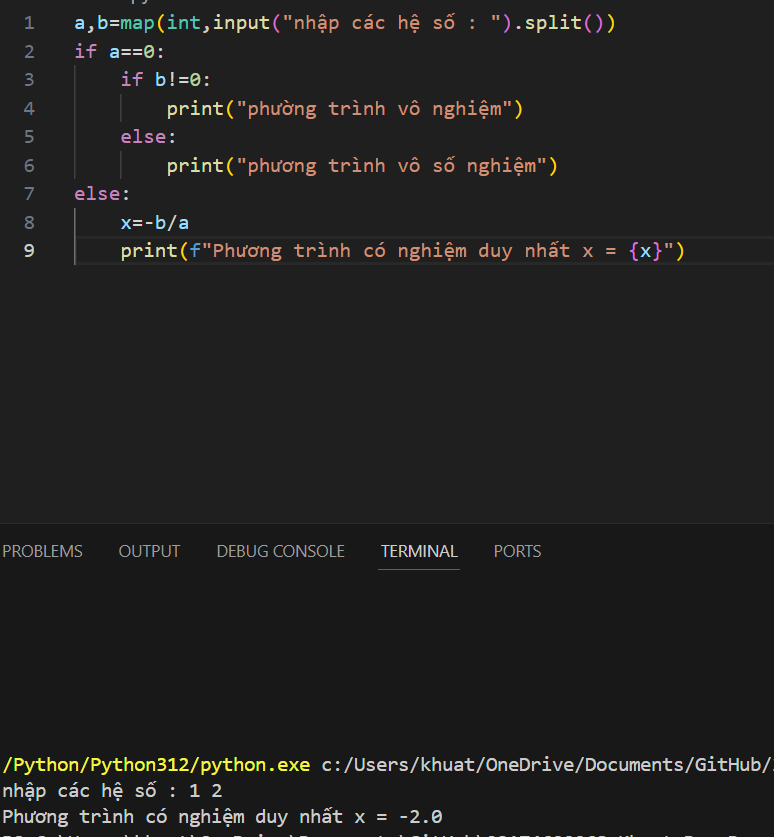 1 a,b=map(int,input("nhập các hệ số : ").split())
2 if a==0:
3     if b!=0:
4         print("phường trình vô nghiệm")
5     else:
6         print("phương trình vô số nghiệm")
7 else:
8     x=-b/a
9     print(f"Phương trình có nghiệm duy nhất x = {x}")
PROBLEMS OUTPUT DEBUG CONSOLE TERMINAL PORTS
/Python/Python312/python.exe c:/Users/khuat/OneDrive/Documents/GitHub/
nhập các hệ số : 1 2
Phương trình có nghiệm duy nhất x = -2.0